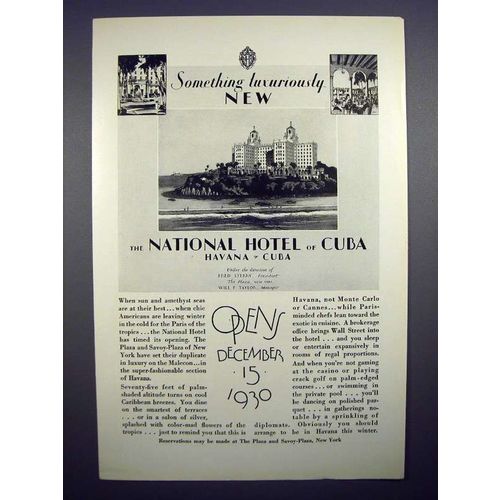 Something luxuriously
NEW
THE NATIONAL HOTEL OF CUBA
HAVANA CUBA
Under the direction of
FRED STERRY President
The Plaza, New York
WILL P. TAYLOR Manager
When sun and amethyst seas
are at their best...when chic
Americans are leaving winter
in the cold for the Paris of the
tropics...the National Hotel
has timed its opening. The
Plaza and Savoy-Plaza of New
York have set their duplicate
in luxury on the Malecon...in
the super-fashionable section
of Havana.
Seventy-five feet of palm-
shaded altitude turns on cool
Caribbean breezes. You dine
on the smartest of terraces
...or in a salon of silver,
splashed with color-mad flowers of the
tropics...just to remind you that this is
OPENS
DECEMBER
15
1930
Havana, not Monte Carlo
or Cannes...while Paris-
minded chefs lean toward the
exotic in cuisine. A brokerage
office brings Wall Street into
the hotel...and you sleep
or entertain expansively in
rooms of regal proportions.
And when you're not gaming
at the casino or playing
crack golf on palm-edged
courses...or swimming in
the private pool...you'll
be dancing on polished par-
quet...in gatherings no-
table by a sprinkling of
diplomats. Obviously you should
arrange to be in Havana this winter.
Reservations may be made at The Plaza and Savoy-Plaza, New York